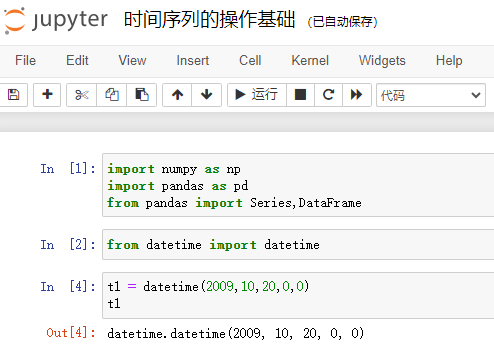 jupyter 时间序列的操作基础 (已自动保存)
File Edit View Insert Cell Kernel Widgets Help
运行 代码
In [1]: import numpy as np
import pandas as pd
from pandas import Series,DataFrame
In [2]: from datetime import datetime
In [4]: t1 = datetime(2009,10,20,0,0)
t1
Out[4]: datetime.datetime(2009, 10, 20, 0, 0)